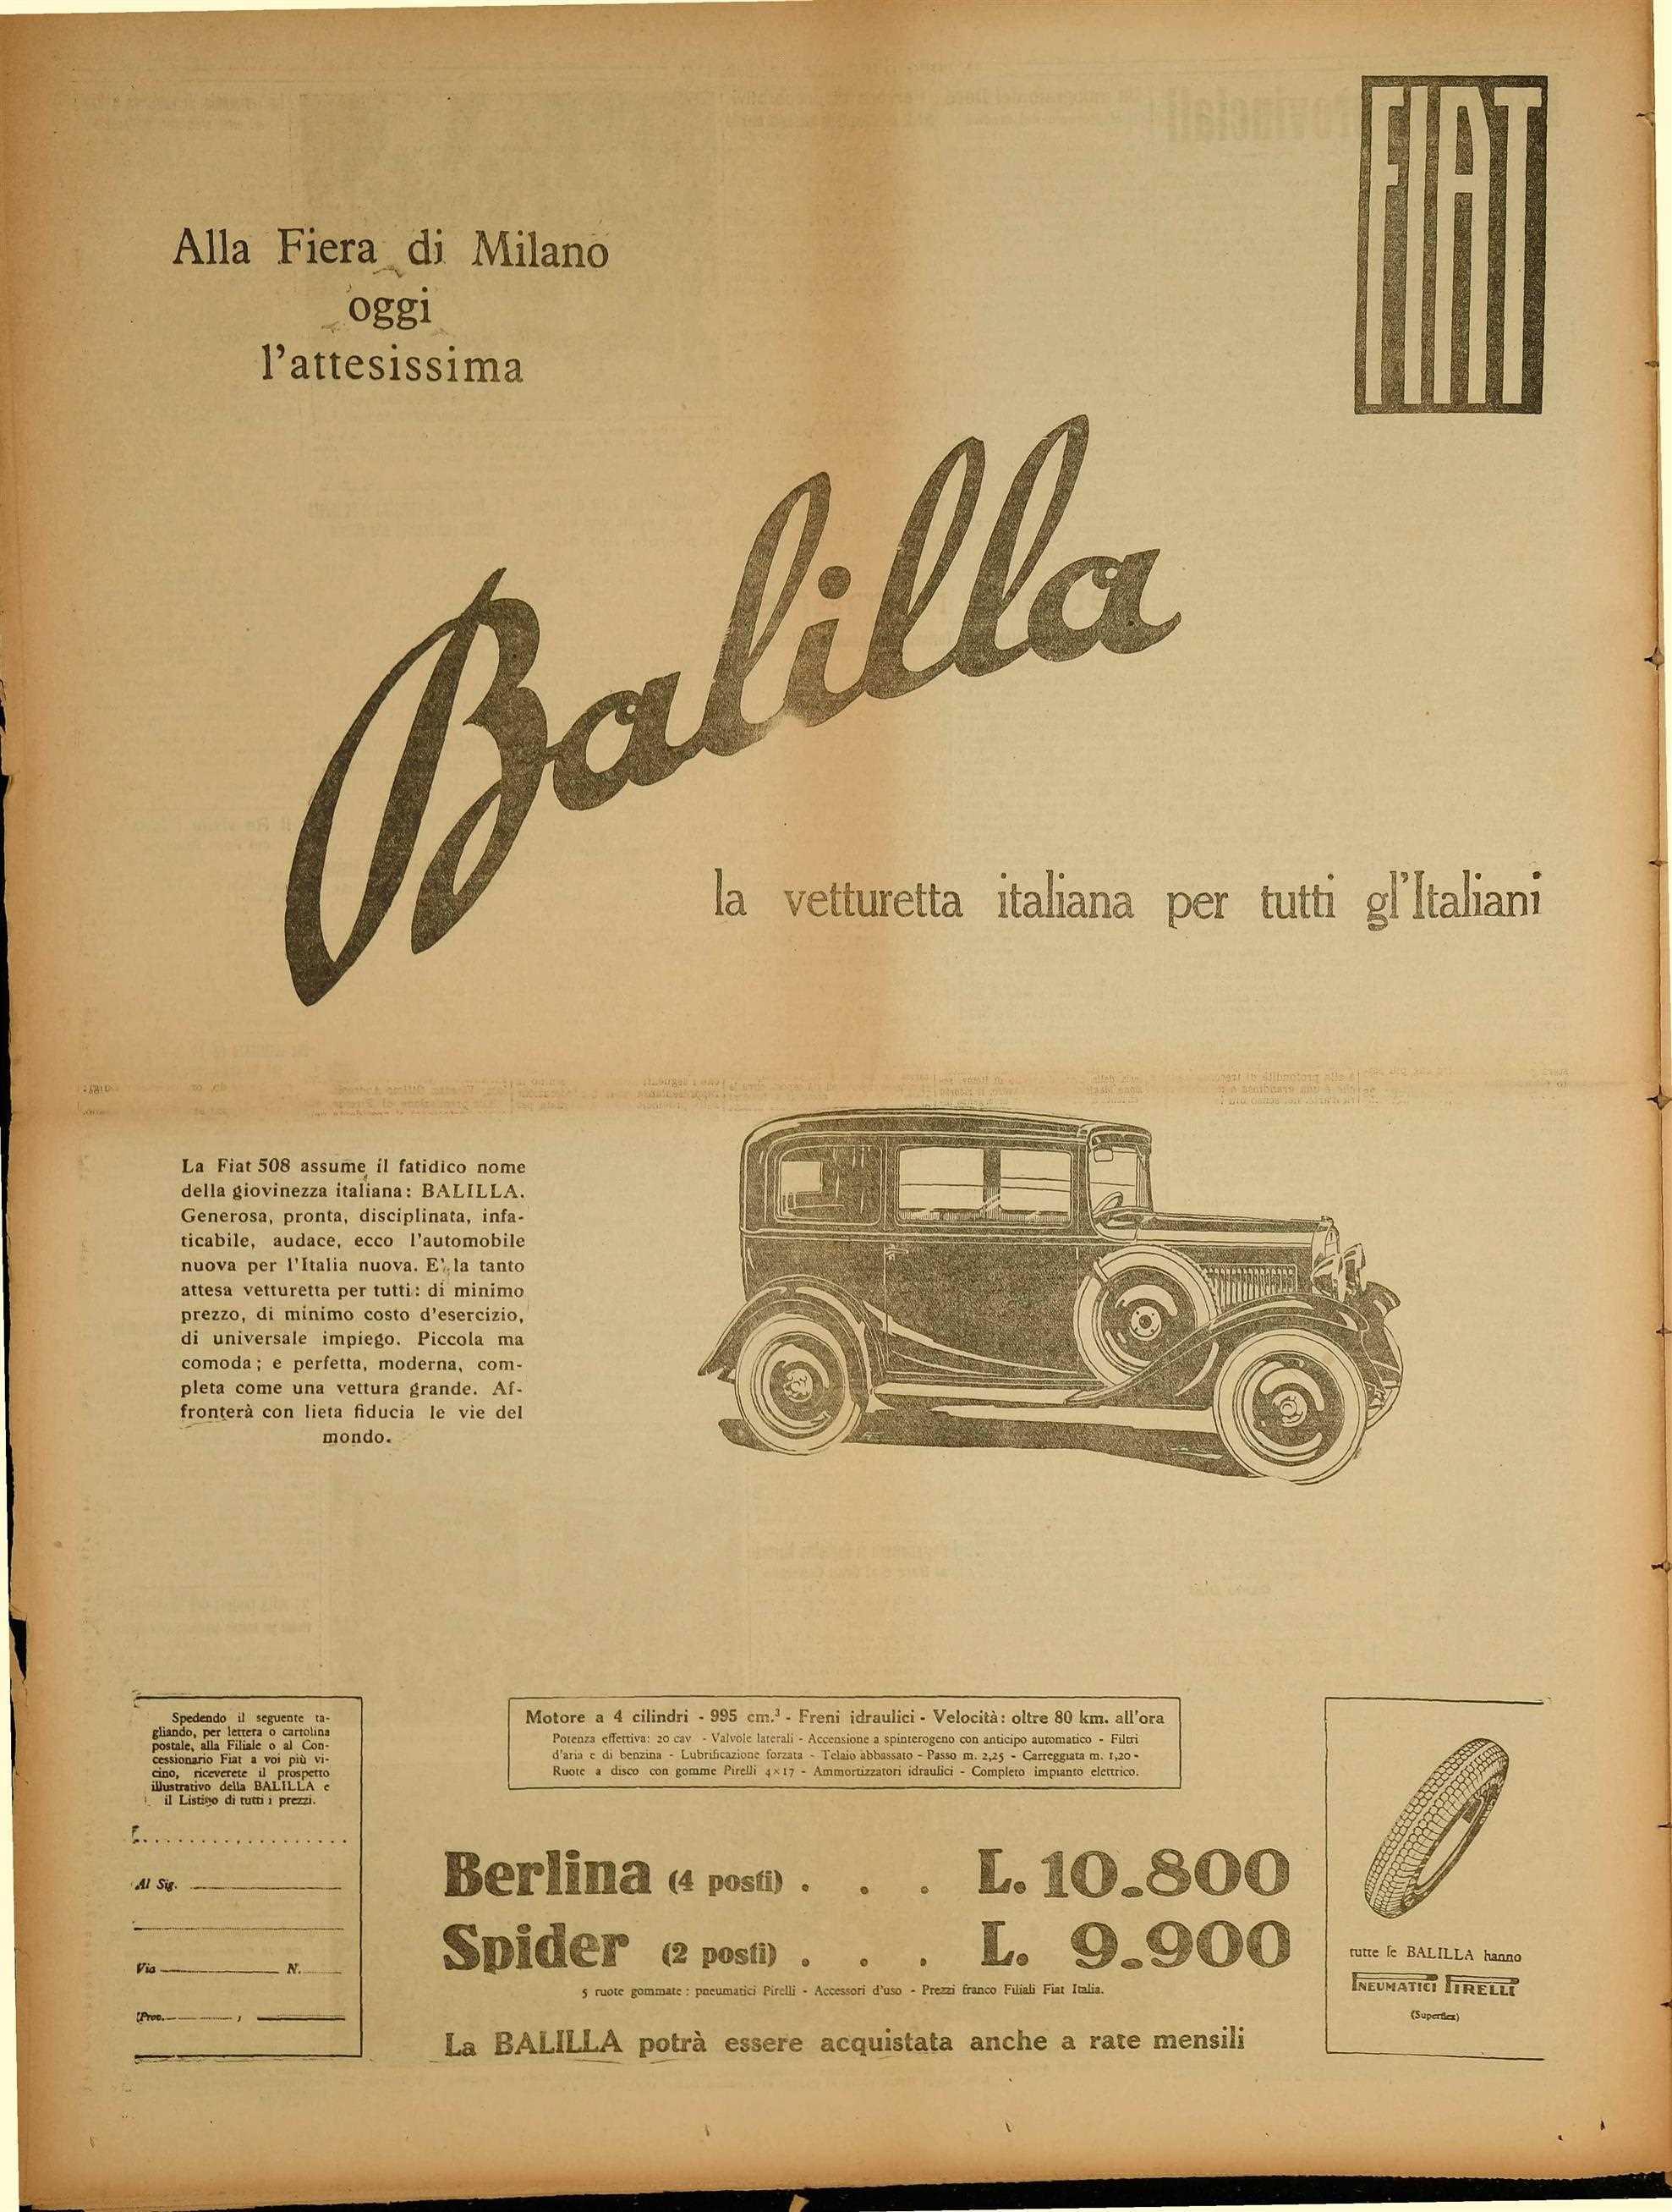 FIAT
Alla Fiera di Milano
oggi
l'attesissima
Balilla
la vetturetta italiana per tutti gl'Italiani
La Fiat 508 assume il fatidico nome
della giovinezza italiana: BALILLA.
Generosa, pronta, disciplinata, infa-
ticabile, audace, ecco l'automobile
nuova per l'Italia nuova. E' la tanto
attesa vetturetta per tutti: di minimo
prezzo, di minimo costo d'esercizio,
di universale impiego. Piccola ma
comoda; e perfetta, moderna, com-
pleta come una vettura grande. Af-
fronterà con lieta fiducia le vie del
mondo.
Spedendo il seguente ta-
gliando, per lettera o cartolina
postale, alla Filiale o al Con-
cessionario Fiat a voi più vi-
cino, riceverete il prospetto
illustrativo della BALILLA e
il Listino di tutti i prezzi.
Al Sig.
Via N.
Prov. ,
Motore a 4 cilindri - 995 cm.³ - Freni idraulici - Velocità: oltre 80 km. all'ora
Potenza effettiva: 20 cav - Valvole laterali - Accensione a spinterogeno con anticipo automatico - Filtri
d'aria e di benzina - Lubrificazione forzata - Telaio abbassato - Passo m. 2,25 - Carreggiata m. 1,20 -
Ruote a disco con gomme Pirelli 4×17 - Ammortizzatori idraulici - Completo impianto elettrico.
Berlina (4 posti) . . . L. 10.800
Spider (2 posti) . . . L. 9.900
5 ruote gommate: pneumatici Pirelli - Accessori d'uso - Prezzi franco Filiali Fiat Italia.
La BALILLA potrà essere acquistata anche a rate mensili
tutte le BALILLA hanno
PNEUMATICI PIRELLI
(Superflex)